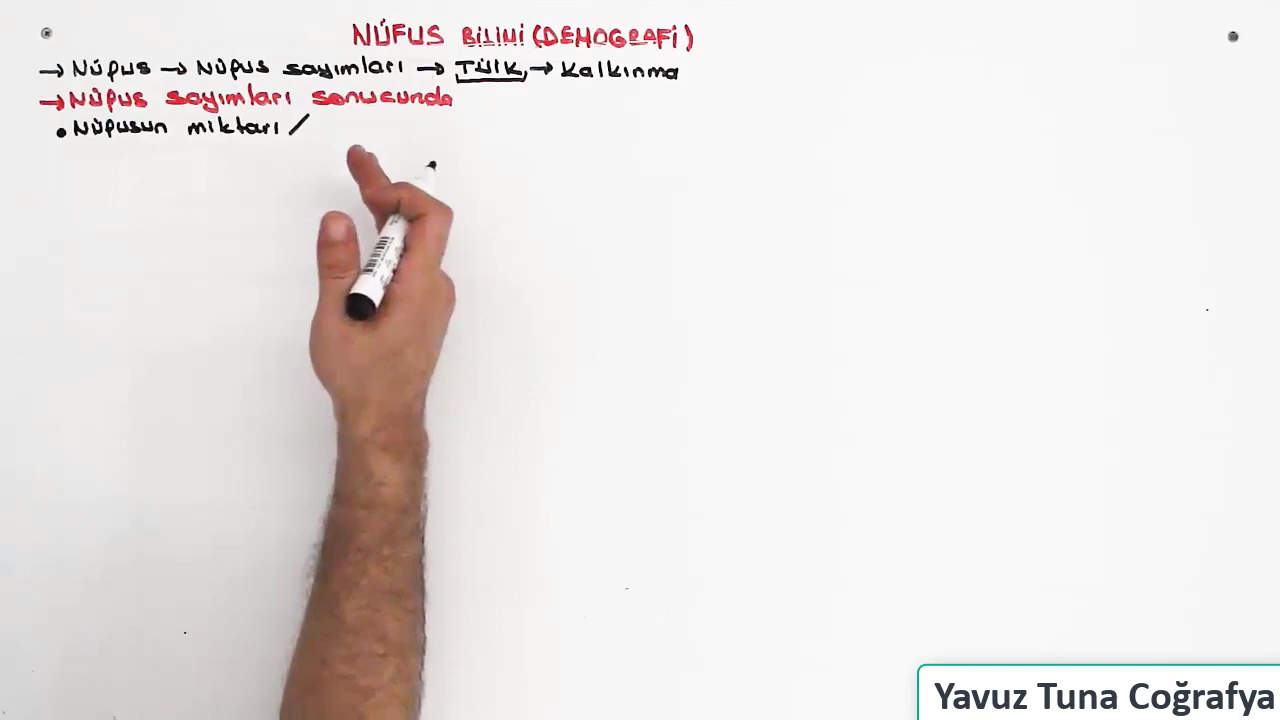 NÜFUS BİLİMİ (DEMOGRAFİ)
→ Nüfus → Nüfus sayımları → TÜİK → Kalkınma
→ Nüfus sayımları sonucunda
• Nüfusun miktarı /
Yavuz Tuna Coğrafya